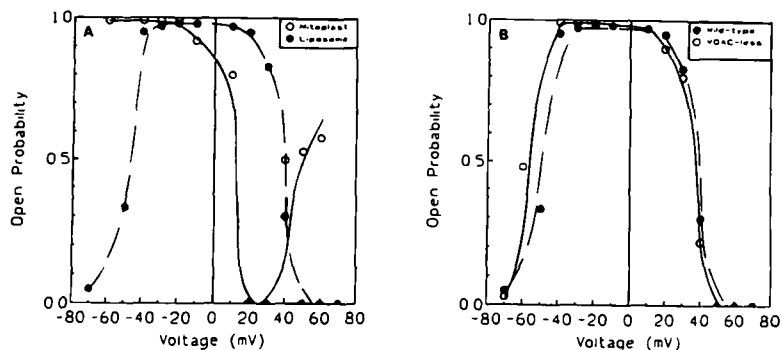 A
Mitoplast
Liposome
Open Probability
1.0
0.5
0.0
-80 -60 -40 -20 0 20 40 60 80
Voltage (mV)
B
Wild-type
VDAC-less
Open Probability
1.0
0.5
0.0
-80 -60 -40 -20 0 20 40 60 80
Voltage (mV)